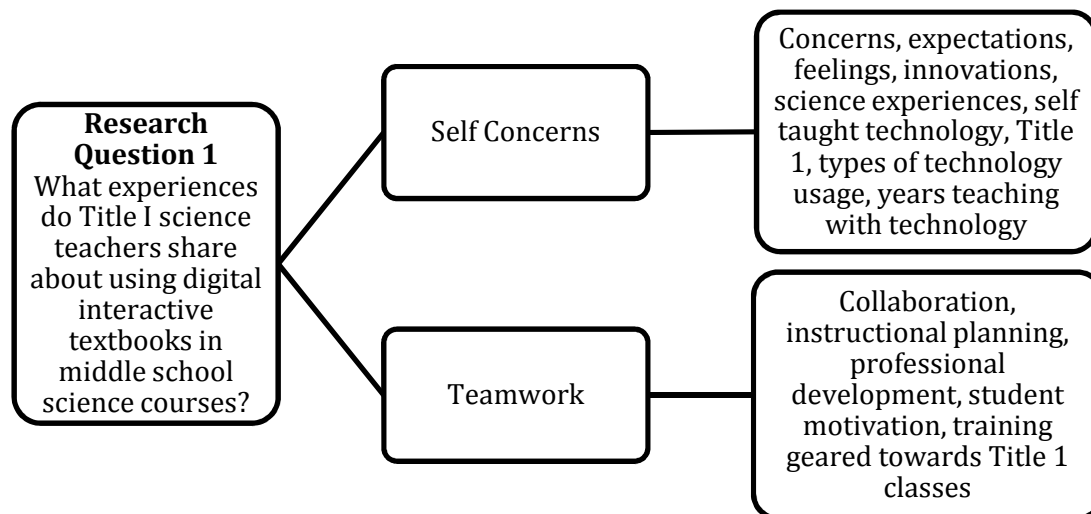 Research
Question 1
What experiences
do Title I science
teachers share
about using digital
interactive
textbooks in
middle school
science courses?
Self Concerns
Concerns, expectations,
feelings, innovations,
science experiences, self
taught technology, Title
1, types of technology
usage, years teaching
with technology
Teamwork
Collaboration,
instructional planning,
professional
development, student
motivation, training
geared towards Title 1
classes